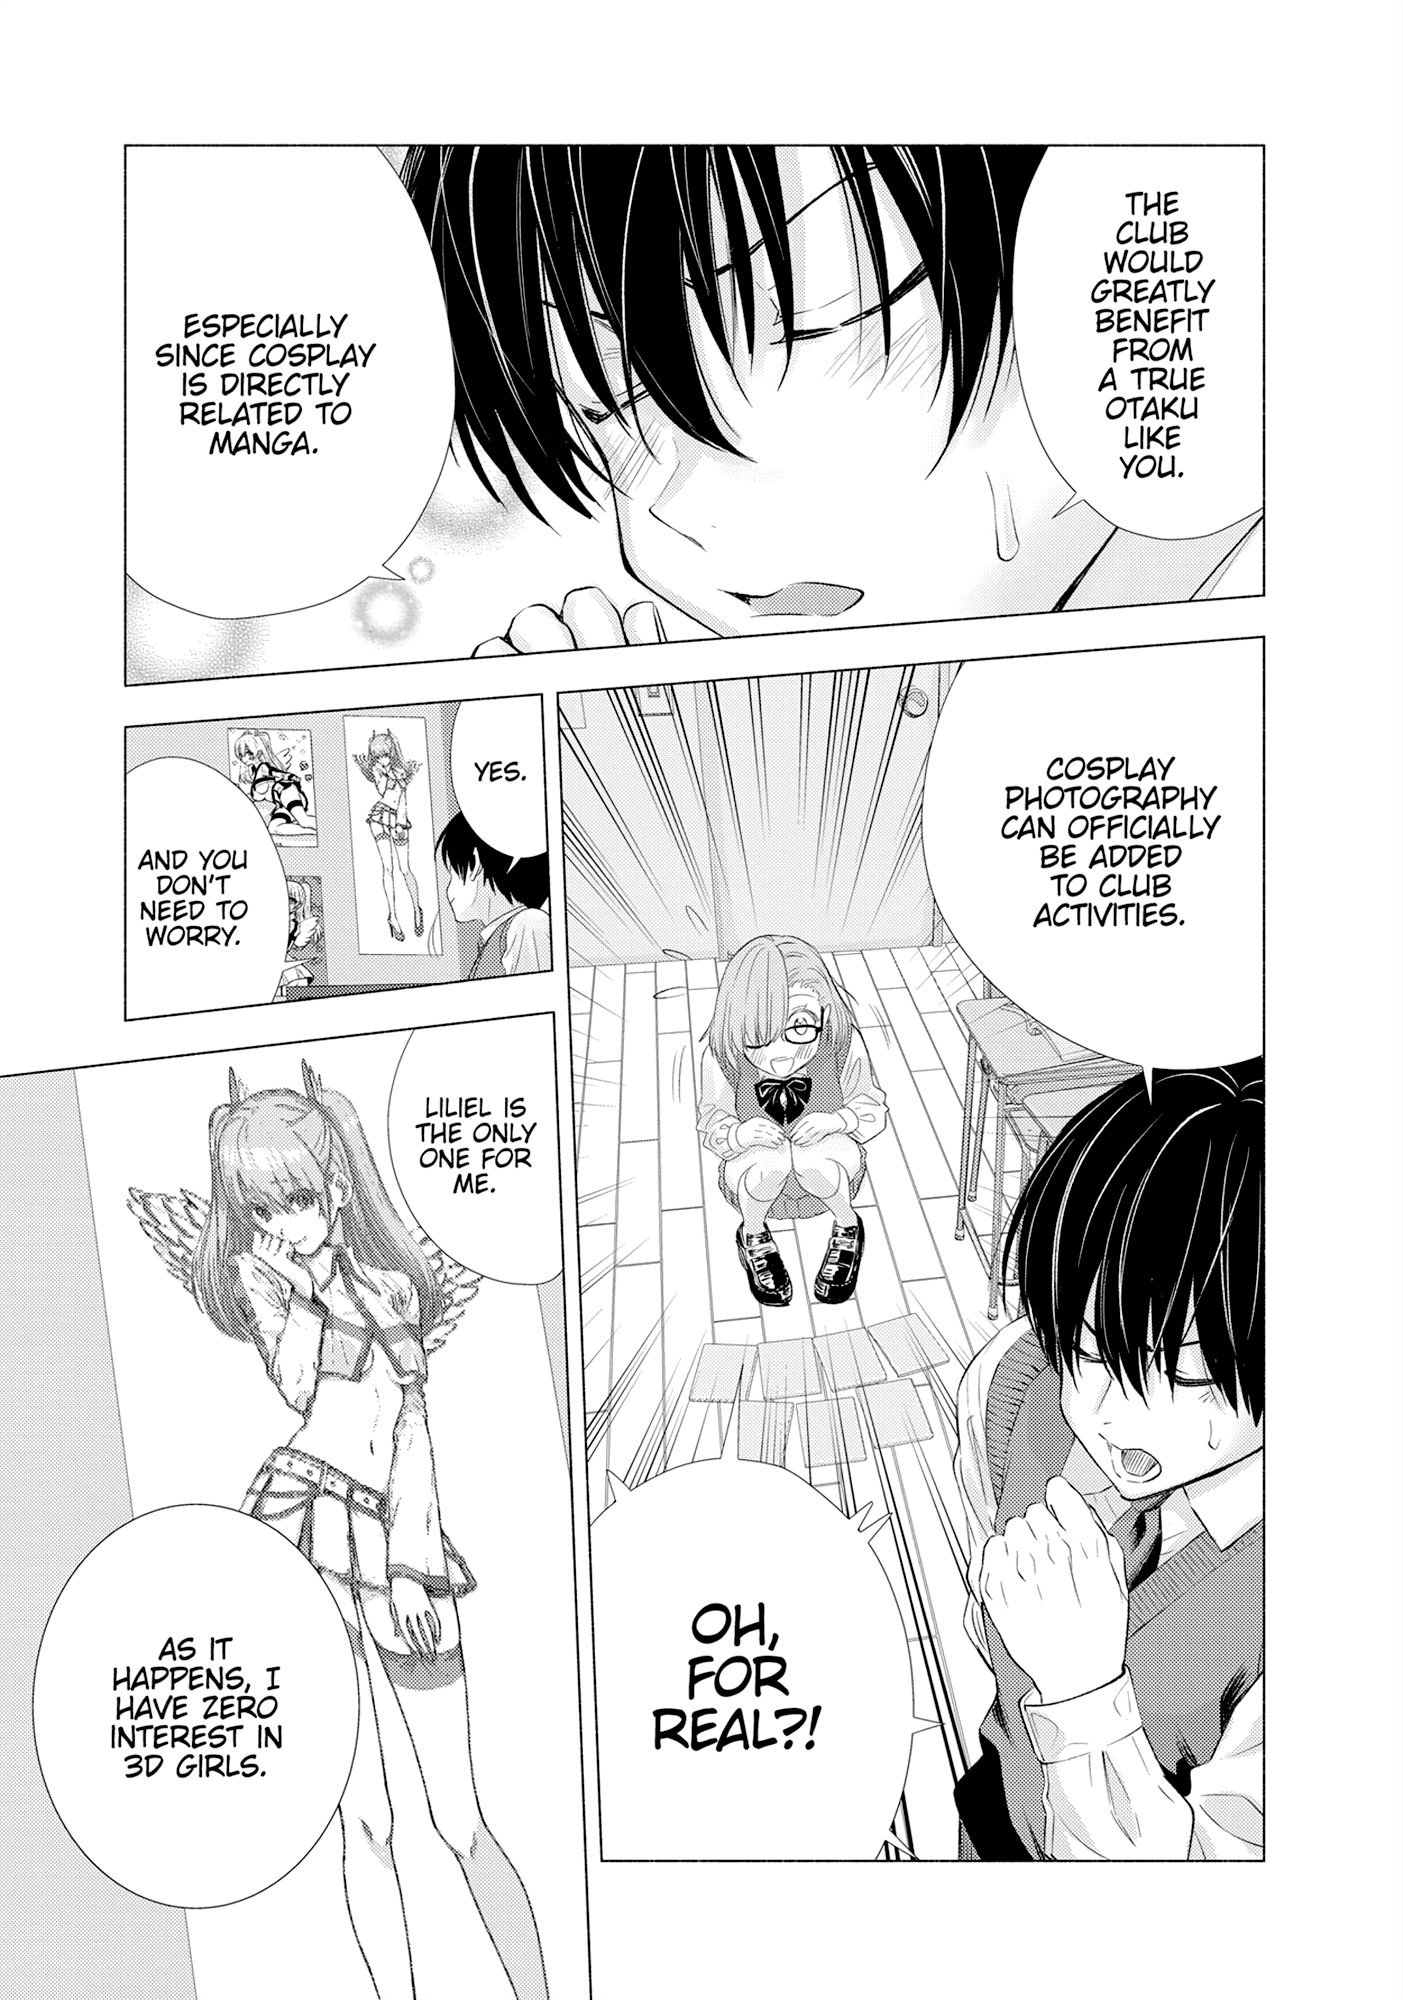 THE
CLUB
WOULD
GREATLY
BENEFIT
FROM
A TRUE
OTAKU
LIKE
YOU.
ESPECIALLY
SINCE COSPLAY
IS DIRECTLY
RELATED TO
MANGA.
COSPLAY
PHOTOGRAPHY
CAN OFFICIALLY
BE ADDED
TO CLUB
ACTIVITIES.
OH,
FOR
REAL?!
YES.
AND YOU
DON'T
NEED TO
WORRY.
LILIEL IS
THE ONLY
ONE FOR
ME.
AS IT
HAPPENS, I
HAVE ZERO
INTEREST IN
3D GIRLS.